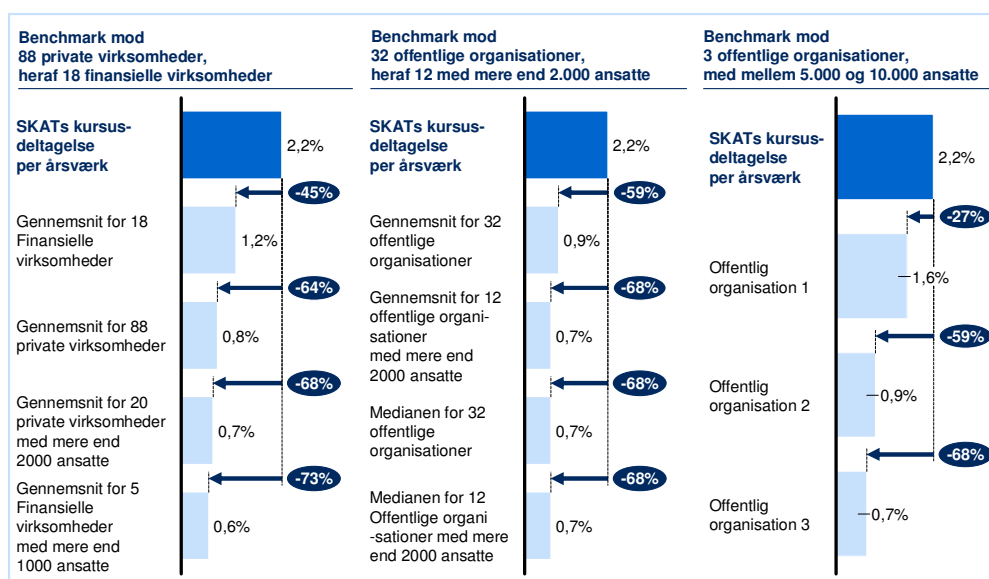 Benchmark mod
88 private virksomheder,
heraf 18 finansielle virksomheder
SKATs kursus-
deltagelse
per årsværk
2,2%
-45%
Gennemsnit for 18
Finansielle
virksomheder
1,2%
-64%
Gennemsnit for 88
private virksomheder
0,8%
-68%
Gennemsnit for 20
private virksomheder
med mere end
2000 ansatte
0,7%
-73%
Gennemsnit for 5
Finansielle
virksomheder
med mere end
1000 ansatte
0,6%
Benchmark mod
32 offentlige organisationer,
heraf 12 med mere end 2.000 ansatte
SKATs kursus-
deltagelse
per årsværk
2,2%
-59%
Gennemsnit for 32
offentlige
organisationer
0,9%
-68%
Gennemsnit for 12
offentlige organi-
sationer
med mere end
2000 ansatte
0,7%
-68%
Medianen for 32
offentlige
organisationer
0,7%
-68%
Medianen for 12
Offentlige organi
-sationer med mere
end 2000 ansatte
0,7%
Benchmark mod
3 offentlige organisationer,
med mellem 5.000 og 10.000 ansatte
SKATs kursus-
deltagelse
per årsværk
2,2%
-27%
Offentlig
organisation 1
1,6%
-59%
Offentlig
organisation 2
0,9%
-68%
Offentlig
organisation 3
0,7%